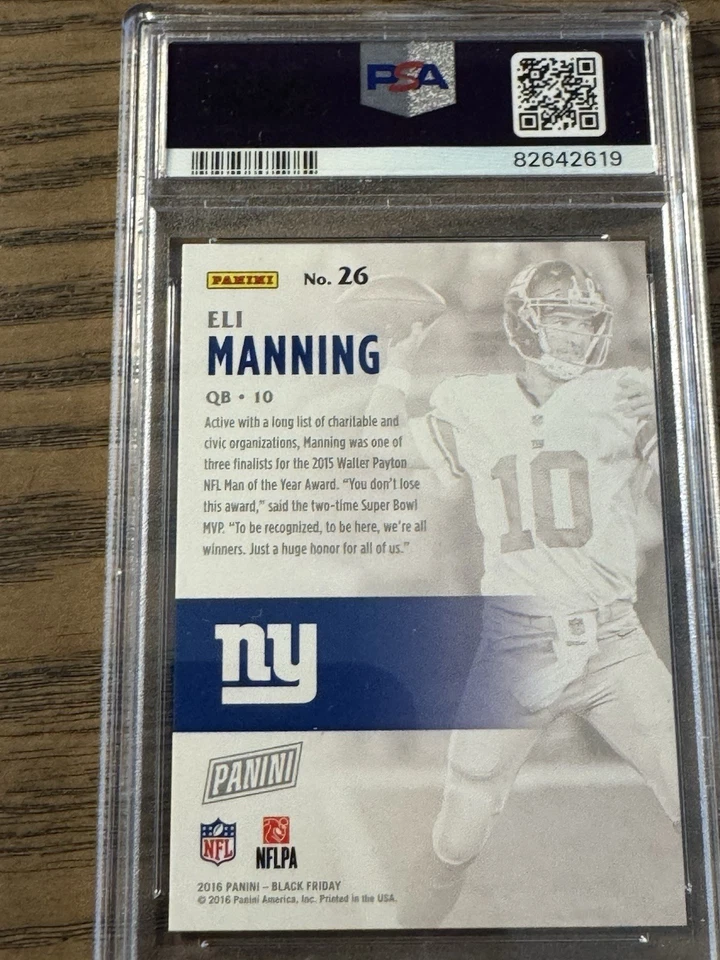 PSA
82642619
PANINI No. 26
ELI
MANNING
QB • 10
Active with a long list of charitable and
civic organizations, Manning was one of
three finalists for the 2015 Walter Payton
NFL Man of the Year Award. “You don’t lose
this award,” said the two-time Super Bowl
MVP. “To be recognized, to be here, we’re all
winners. Just a huge honor for all of us.”
10
ny
PANINI
NFL NFLPA
2016 PANINI – BLACK FRIDAY
© 2016 Panini America, Inc. Printed in the USA.